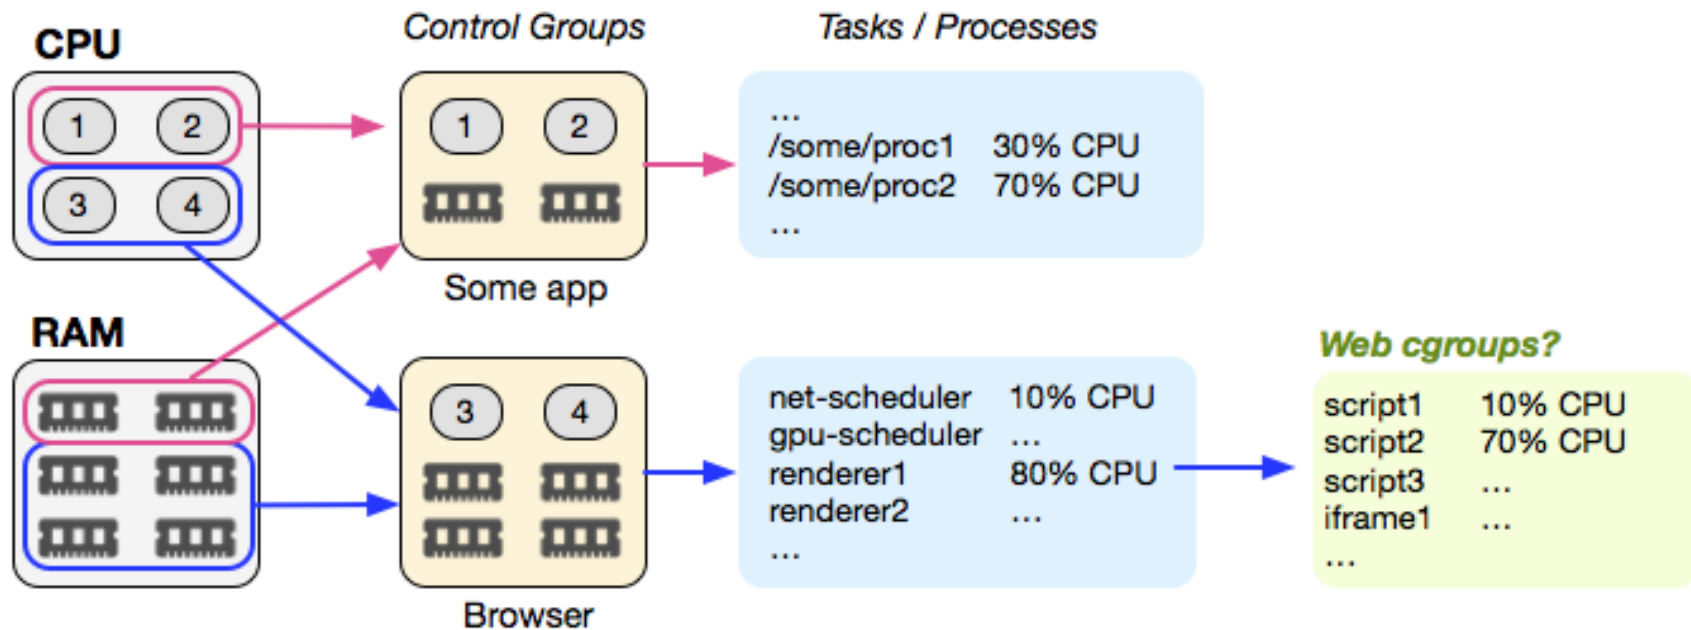 CPU
Control Groups
Tasks / Processes
1 2
3 4
1 2
Some app
...
/some/proc1 30% CPU
/some/proc2 70% CPU
...
RAM
3 4
Browser
net-scheduler 10% CPU
gpu-scheduler ...
renderer1 80% CPU
renderer2 ...
...
Web cgroups?
script1 10% CPU
script2 70% CPU
script3 ...
iframe1 ...
...